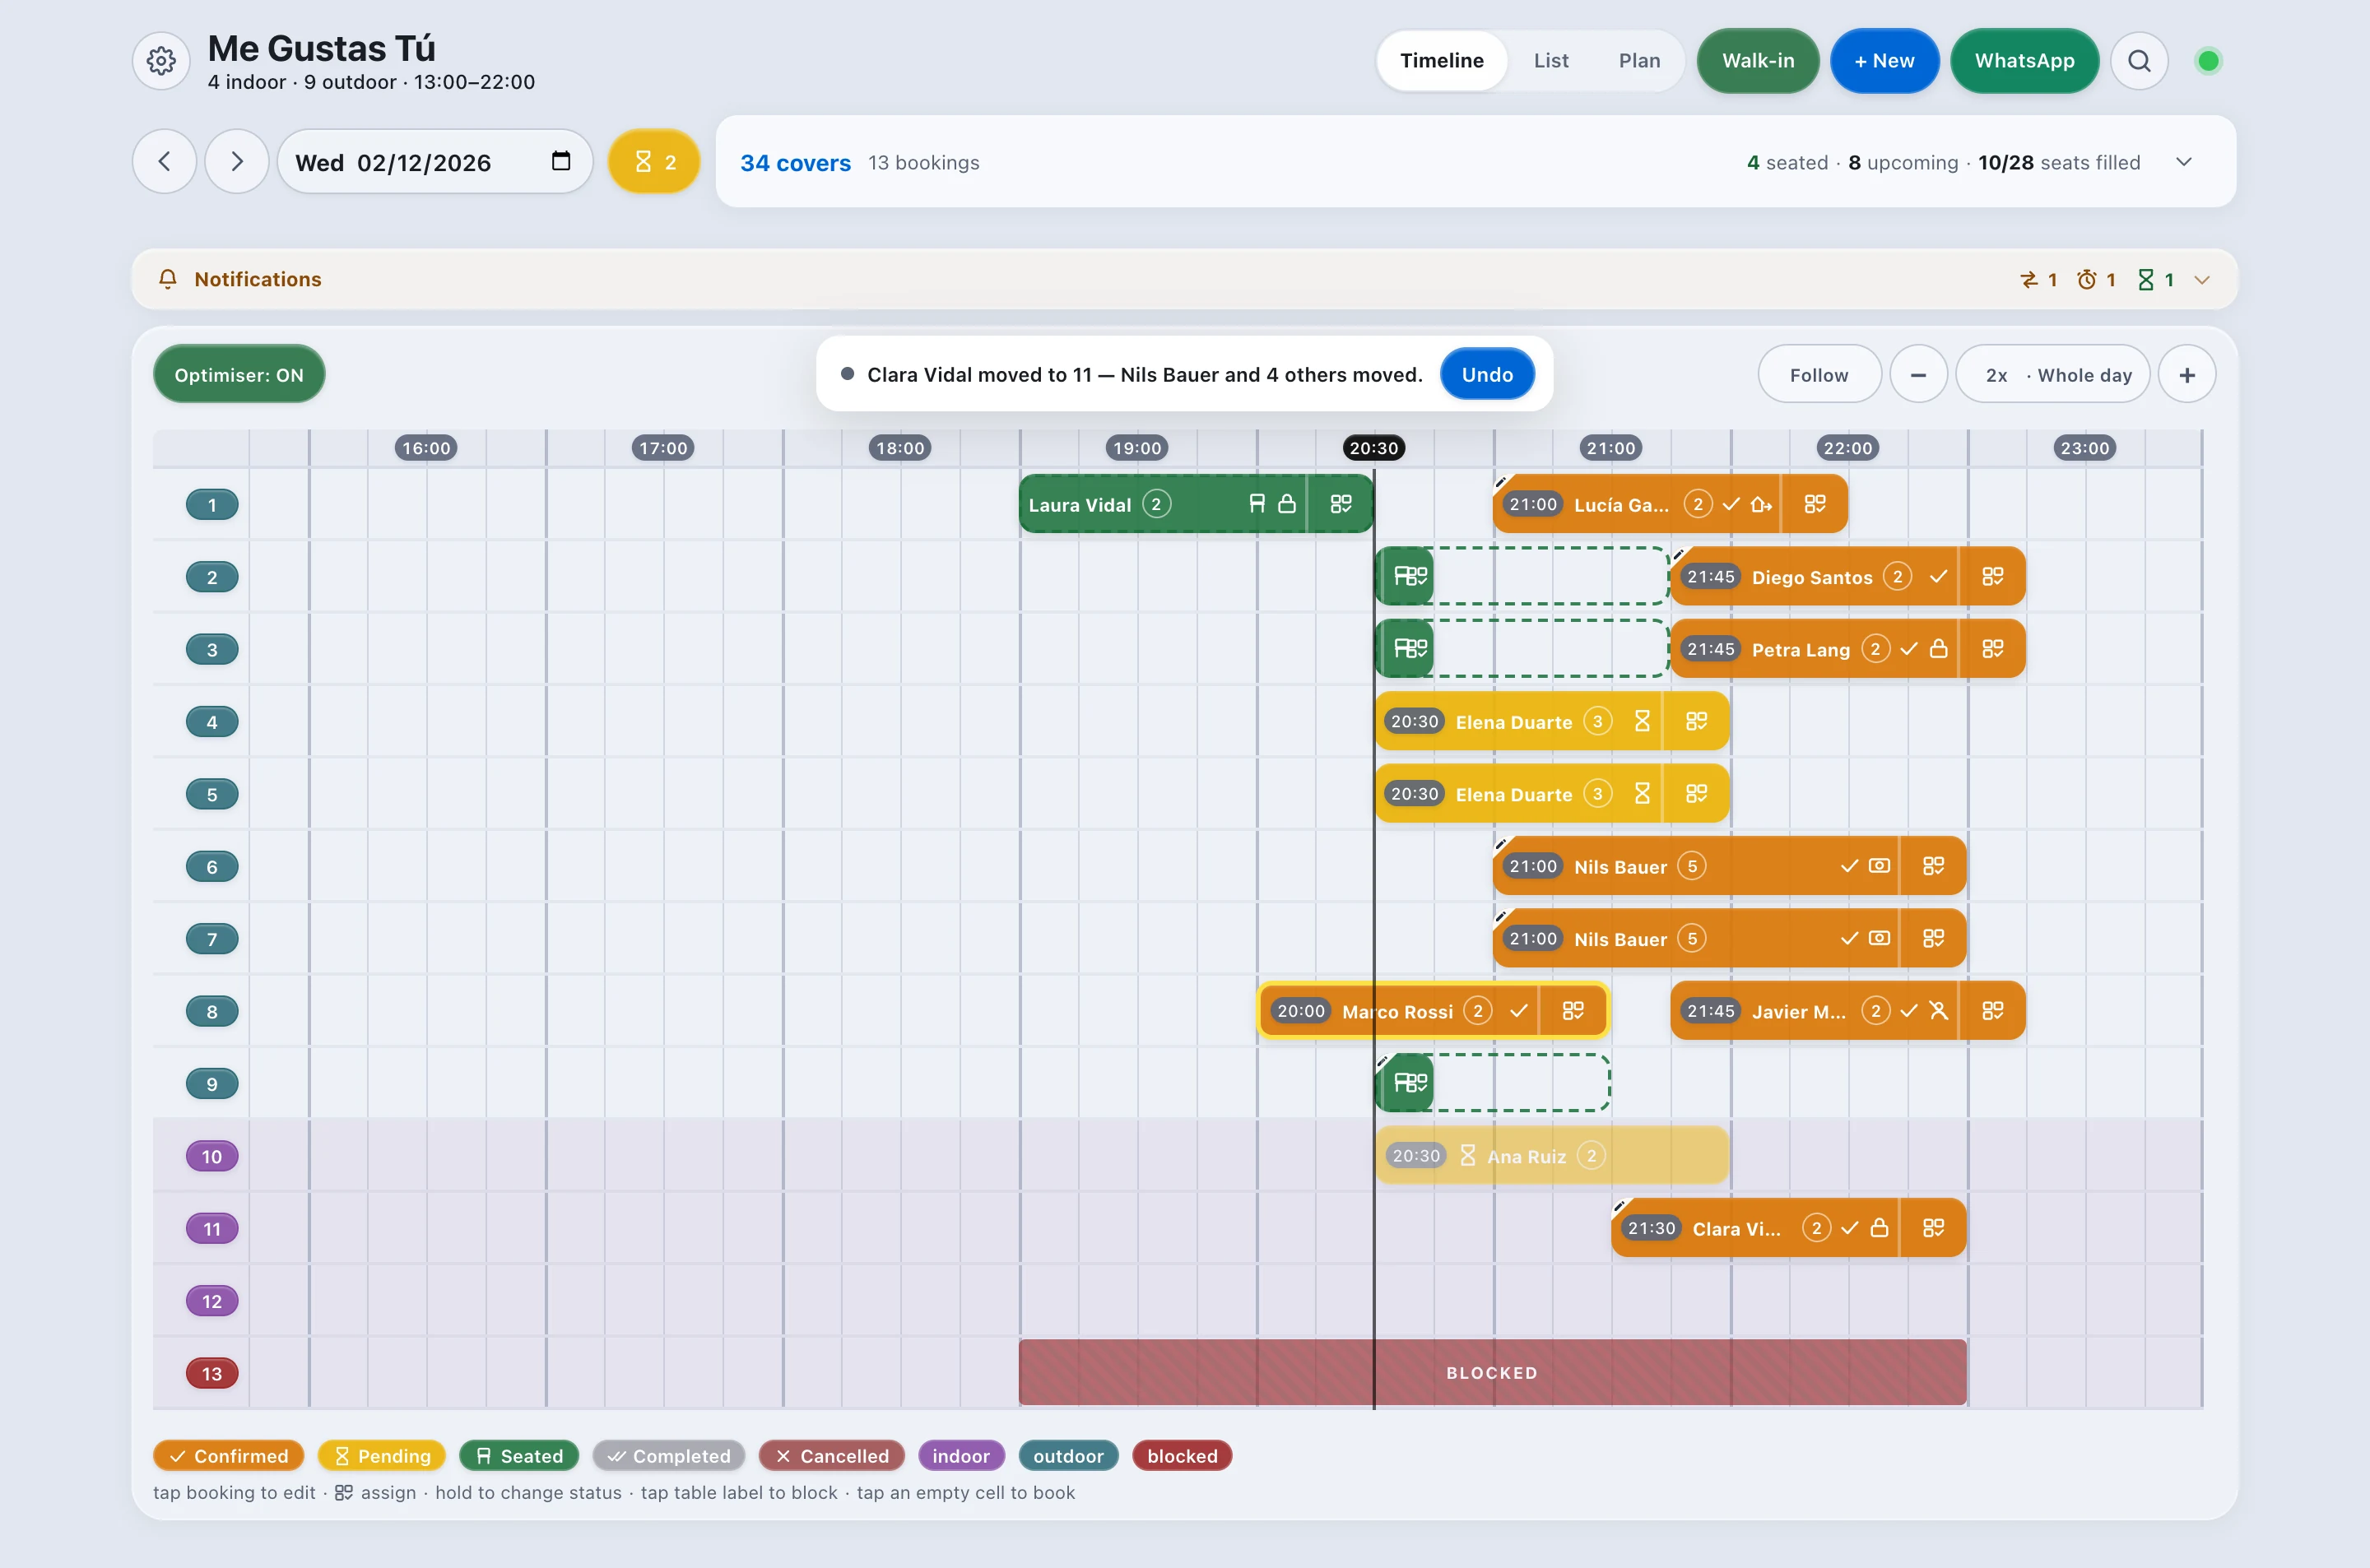 Me Gustas Tú
4 indoor · 9 outdoor · 13:00–22:00
Timeline List Plan Walk-in + New WhatsApp
Wed 02/12/2026 2 34 covers 13 bookings 4 seated · 8 upcoming · 10/28 seats filled
Notifications 1 1 1
Optimiser: ON Clara Vidal moved to 11 — Nils Bauer and 4 others moved. Undo Follow − 2x · Whole day +
16:00 17:00 18:00 19:00 20:30 21:00 22:00 23:00
1 Laura Vidal 2 21:00 Lucía Ga... 2
2 21:45 Diego Santos 2
3 21:45 Petra Lang 2
4 20:30 Elena Duarte 3
5 20:30 Elena Duarte 3
6 21:00 Nils Bauer 5
7 21:00 Nils Bauer 5
8 20:00 Marco Rossi 2 21:45 Javier M... 2
9
10 20:30 Ana Ruiz 2
11 21:30 Clara Vi... 2
12
13 BLOCKED
Confirmed Pending Seated Completed Cancelled indoor outdoor blocked
tap booking to edit · assign · hold to change status · tap table label to block · tap an empty cell to book